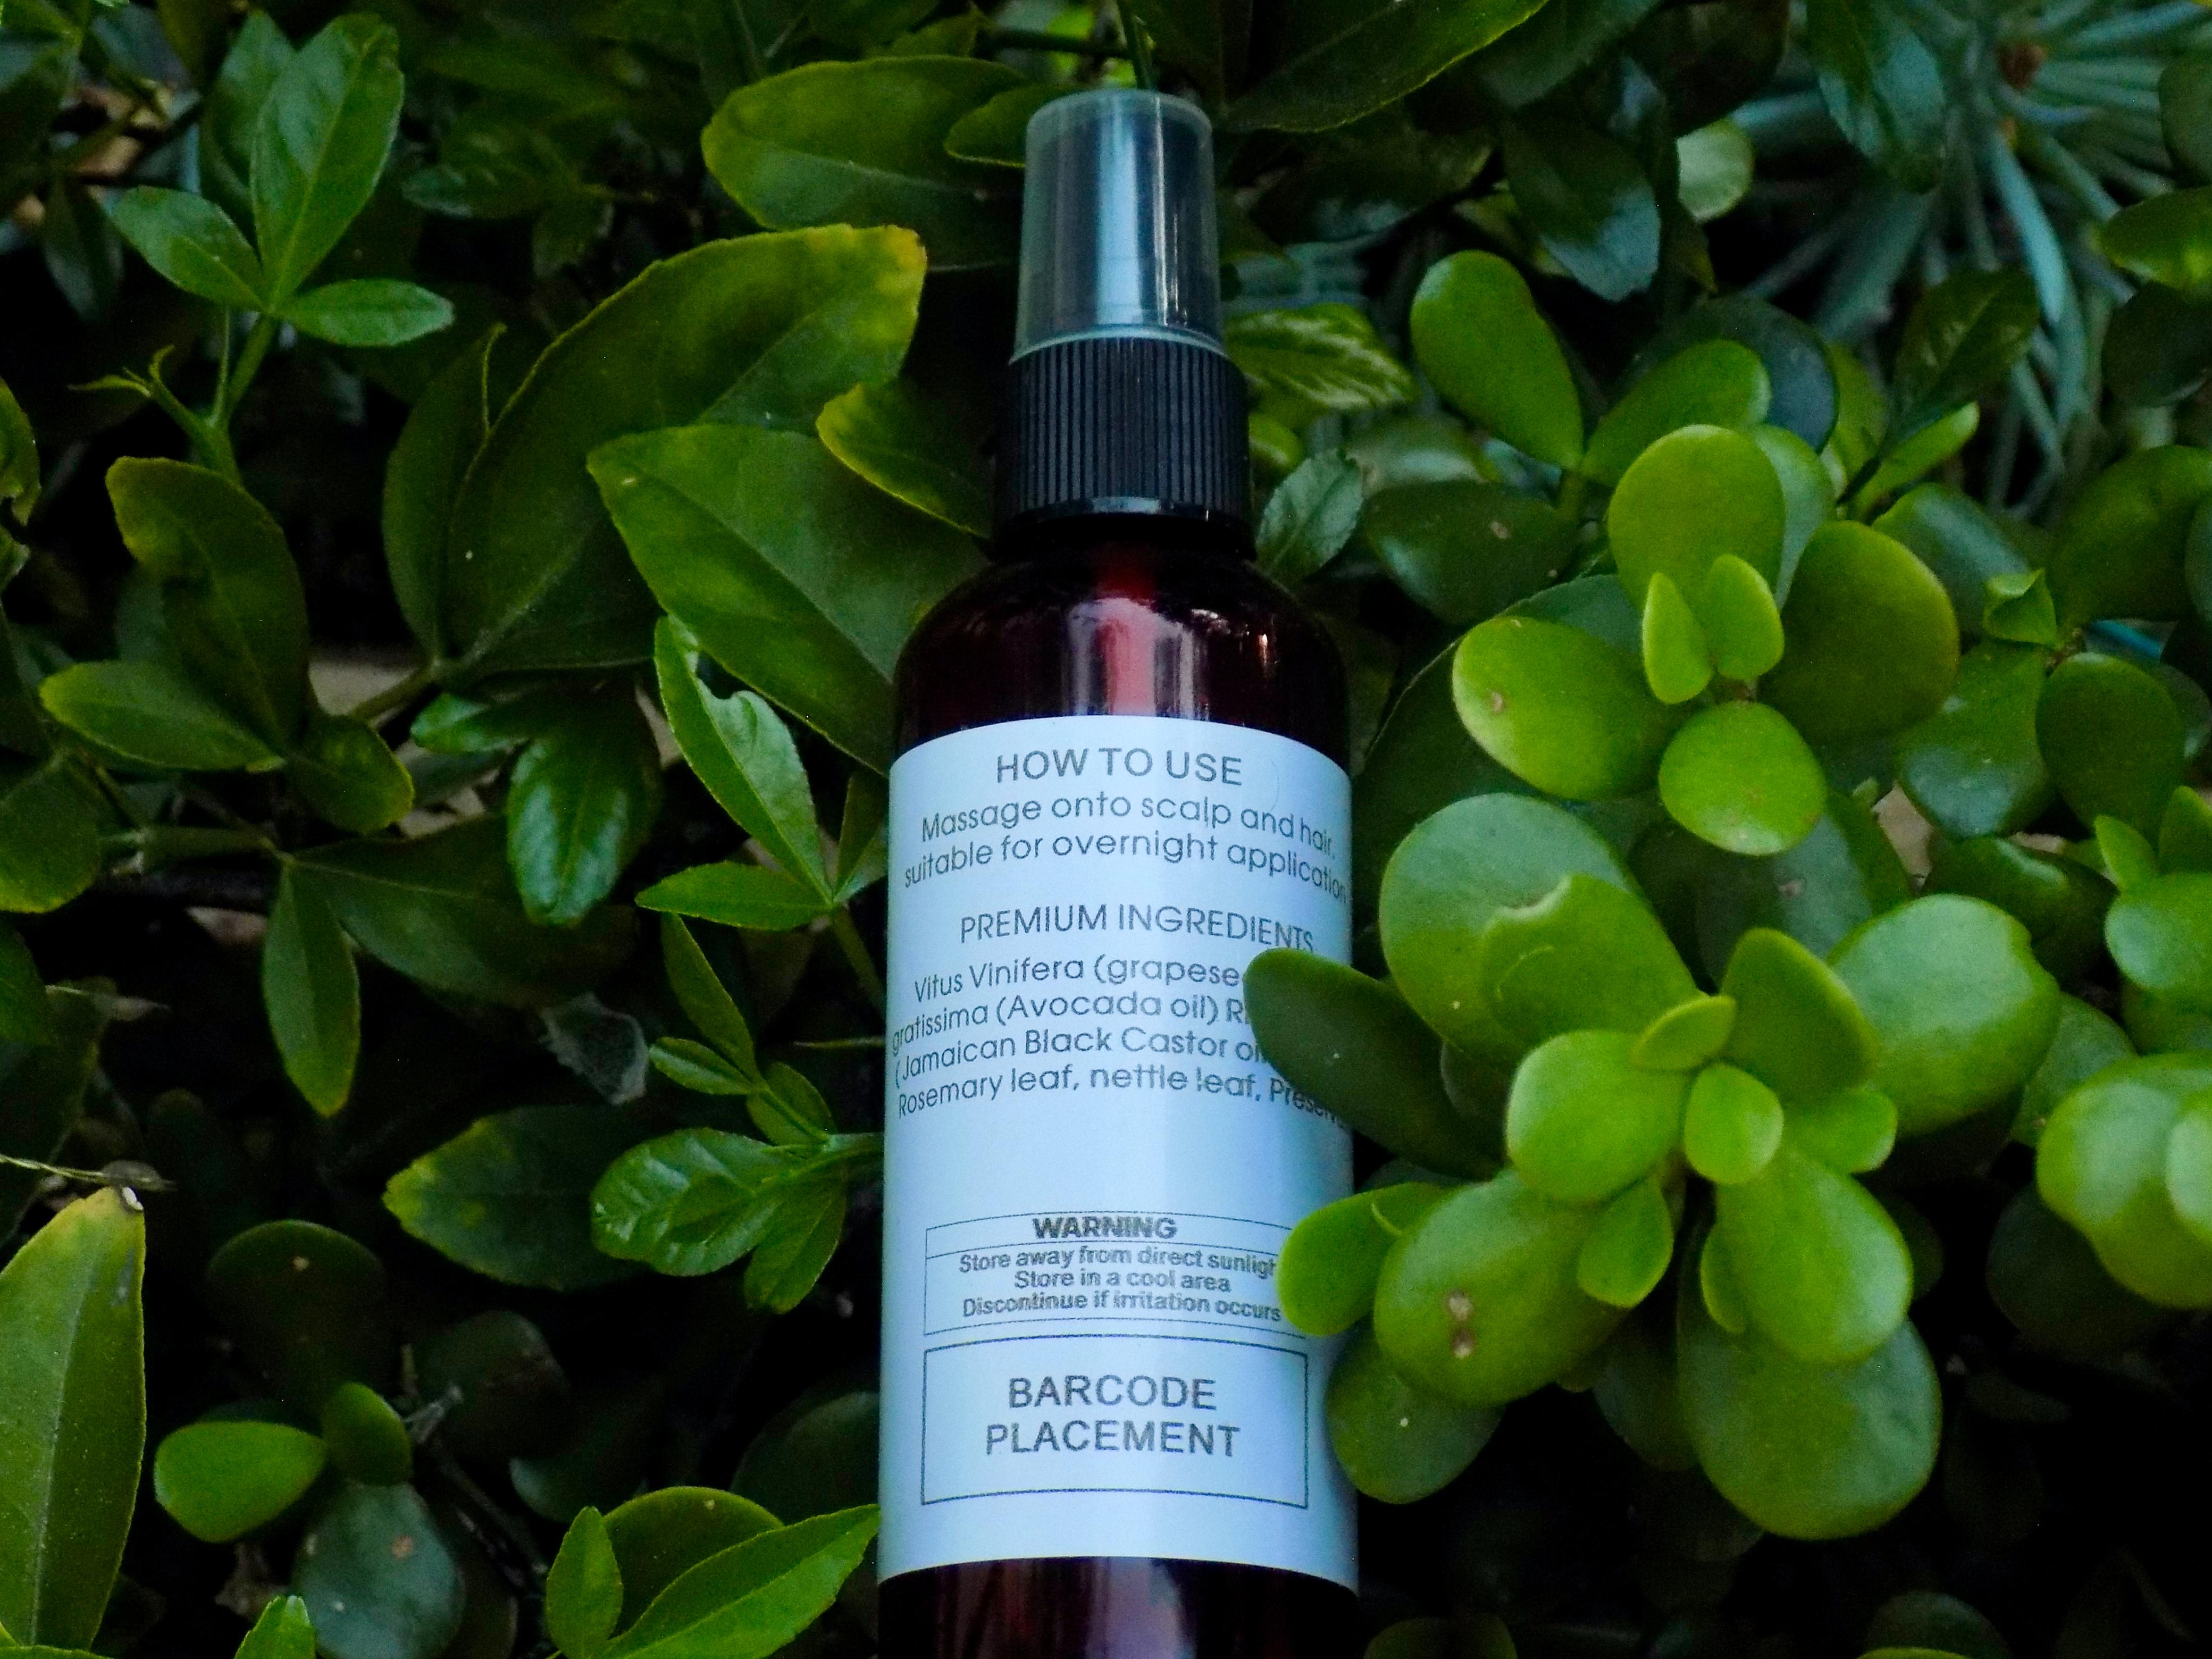 HOW TO USE
Massage onto scalp and hair.
suitable for overnight application
PREMIUM INGREDIENTS
Vitus Vinifera (grapese
gratissima (Avocada oil)
(Jamaican Black Castor
Rosemary leaf, nettle leaf,
WARNING
Store away from direct
Store in a cool area
Discontinue if irritation occurs
BARCODE
PLACEMENT